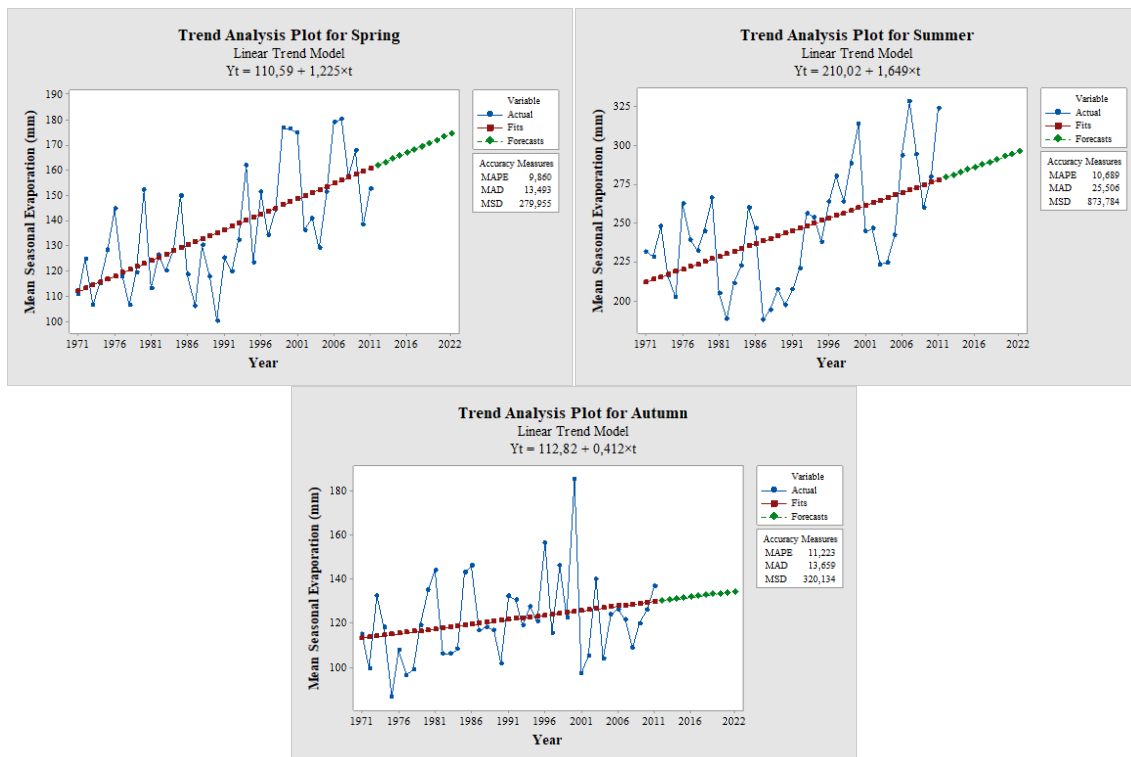 Trend Analysis Plot for Spring
Linear Trend Model
Yt = 110,59 + 1,225×t
Mean Seasonal Evaporation (mm)
190
180
170
160
150
140
130
120
110
100
1971 1976 1981 1986 1991 1996 2001 2006 2011 2016 2022
Year
Variable
Actual
Fits
Forecasts
Accuracy Measures
MAPE 9,860
MAD 13,493
MSD 279,955
Trend Analysis Plot for Summer
Linear Trend Model
Yt = 210,02 + 1,649×t
Mean Seasonal Evaporation (mm)
325
300
275
250
225
200
1971 1976 1981 1986 1991 1996 2001 2006 2011 2016 2022
Year
Variable
Actual
Fits
Forecasts
Accuracy Measures
MAPE 10,689
MAD 25,506
MSD 873,784
Trend Analysis Plot for Autumn
Linear Trend Model
Yt = 112,82 + 0,412×t
Mean Seasonal Evaporation (mm)
180
160
140
120
100
1971 1976 1981 1986 1991 1996 2001 2006 2011 2016 2022
Year
Variable
Actual
Fits
Forecasts
Accuracy Measures
MAPE 11,223
MAD 13,659
MSD 320,134